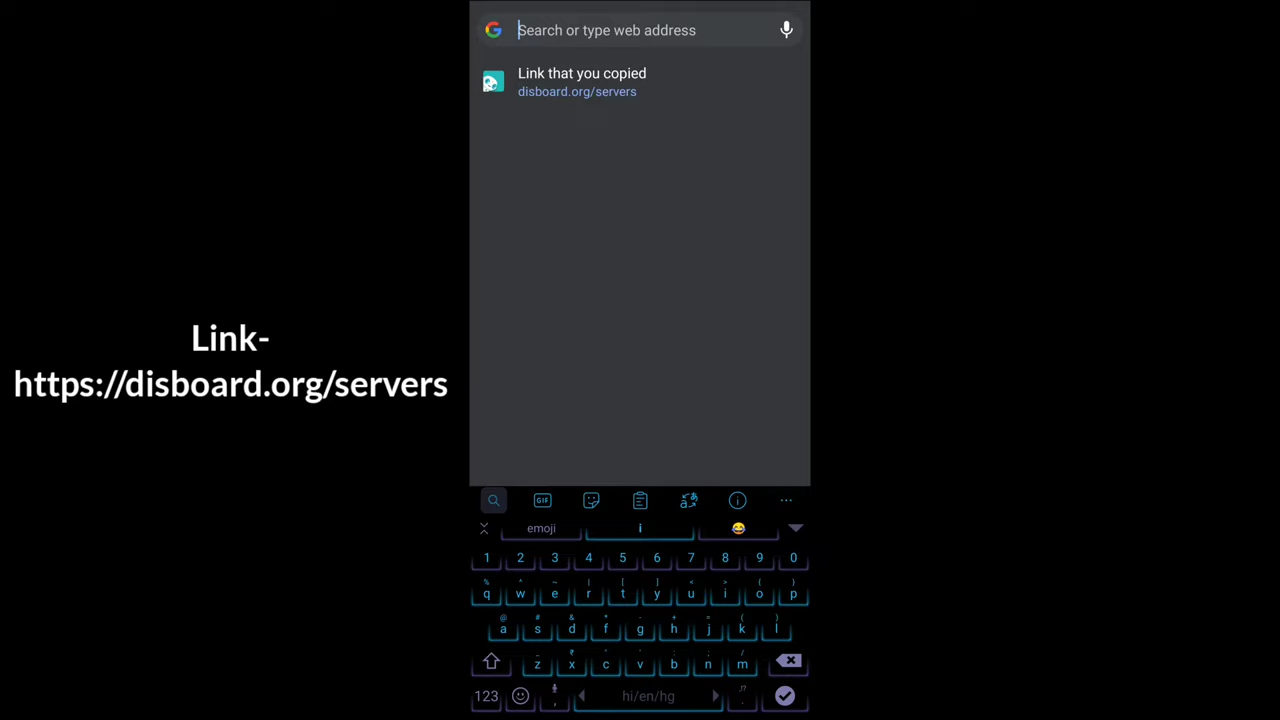 Search or type web address
Link that you copied
disboard.org/servers
Link-
https://disboard.org/servers
GIF
emoji i 😂
1 2 3 4 5 6 7 8 9 0
q w e r t y u i o p
a s d f g h j k l
z x c v b n m
123 hi/en/hg